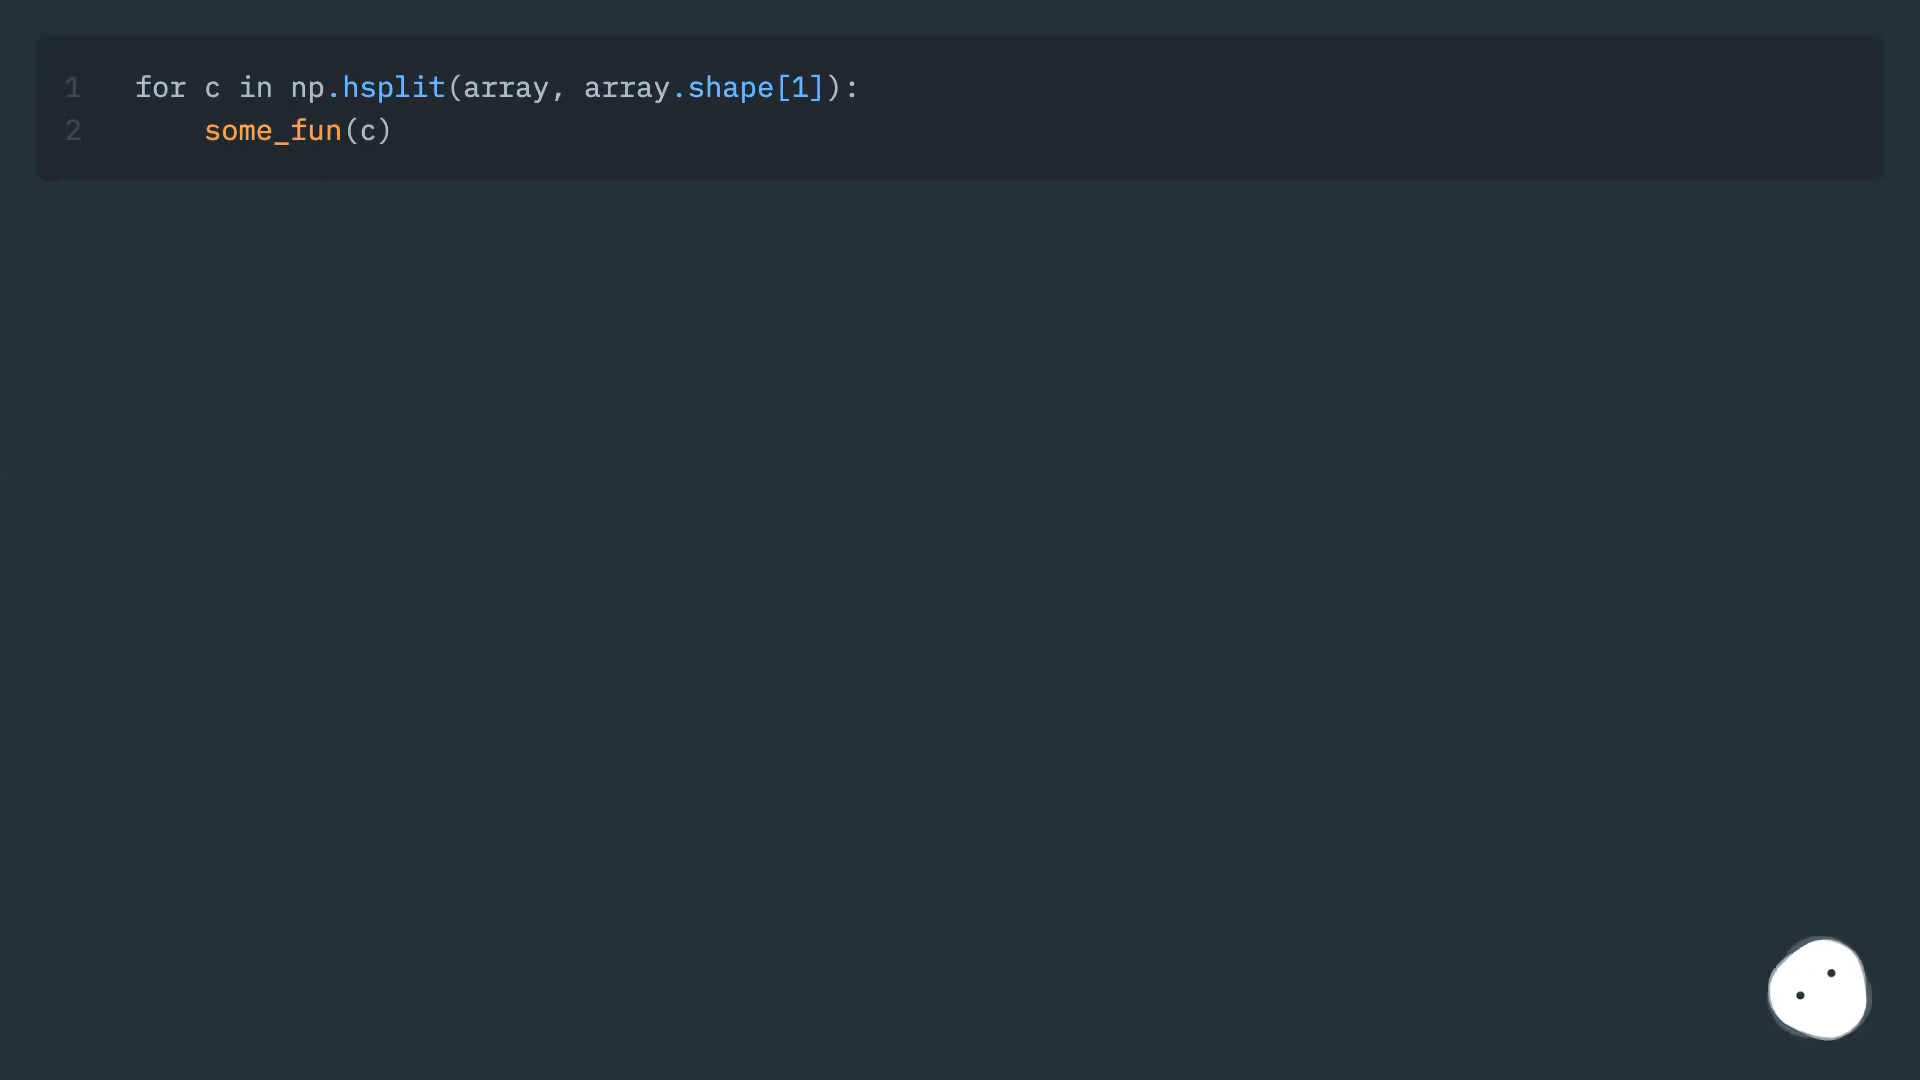 1 for c in np.hsplit(array, array.shape[1]):
2 some_fun(c)